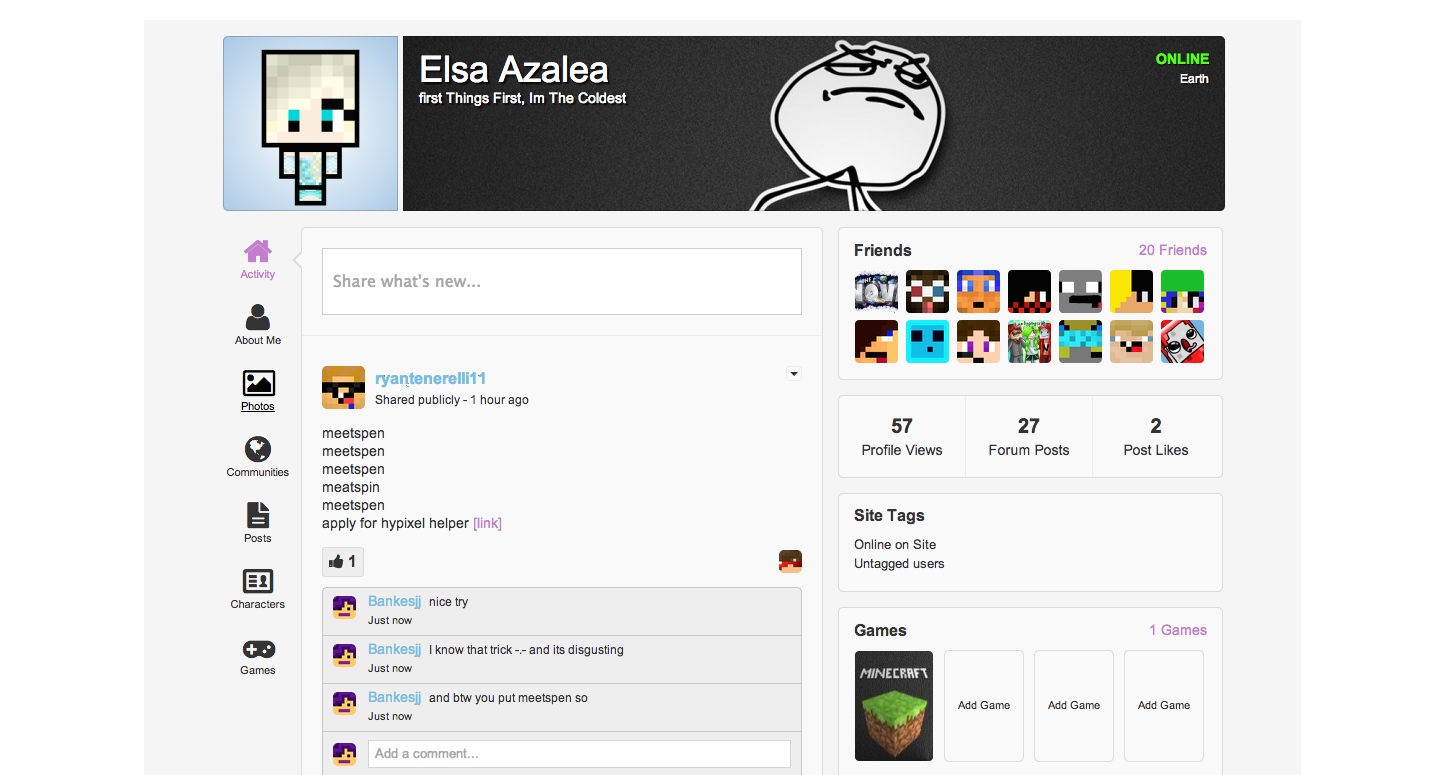 Elsa Azalea
first Things First, Im The Coldest
ONLINE
Earth
Activity
About Me
Photos
Communities
Posts
Characters
Games
Share what's new...
ryantenerelli11
Shared publicly - 1 hour ago
meetspen
meetspen
meetspen
meatspin
meetspen
apply for hypixel helper [link]
1
Bankesjj nice try
Just now
Bankesjj I know that trick -.- and its disgusting
Just now
Bankesjj and btw you put meetspen so
Just now
Add a comment...
Friends
20 Friends
57
Profile Views
27
Forum Posts
2
Post Likes
Site Tags
Online on Site
Untagged users
Games
1 Games
MINECRAFT
Add Game
Add Game
Add Game